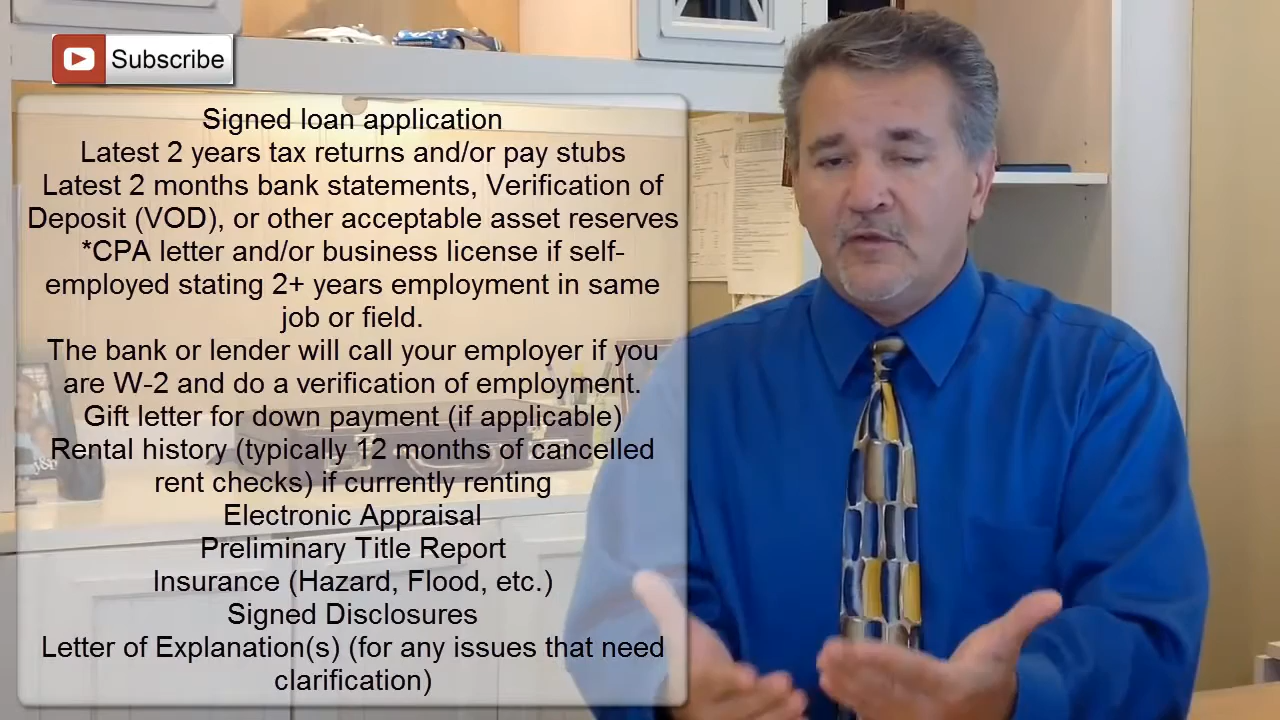 Subscribe
Signed loan application
Latest 2 years tax returns and/or pay stubs
Latest 2 months bank statements, Verification of
Deposit (VOD), or other acceptable asset reserves
*CPA letter and/or business license if self-
employed stating 2+ years employment in same
job or field.
The bank or lender will call your employer if you
are W-2 and do a verification of employment.
Gift letter for down payment (if applicable)
Rental history (typically 12 months of cancelled
rent checks) if currently renting
Electronic Appraisal
Preliminary Title Report
Insurance (Hazard, Flood, etc.)
Signed Disclosures
Letter of Explanation(s) (for any issues that need
clarification)